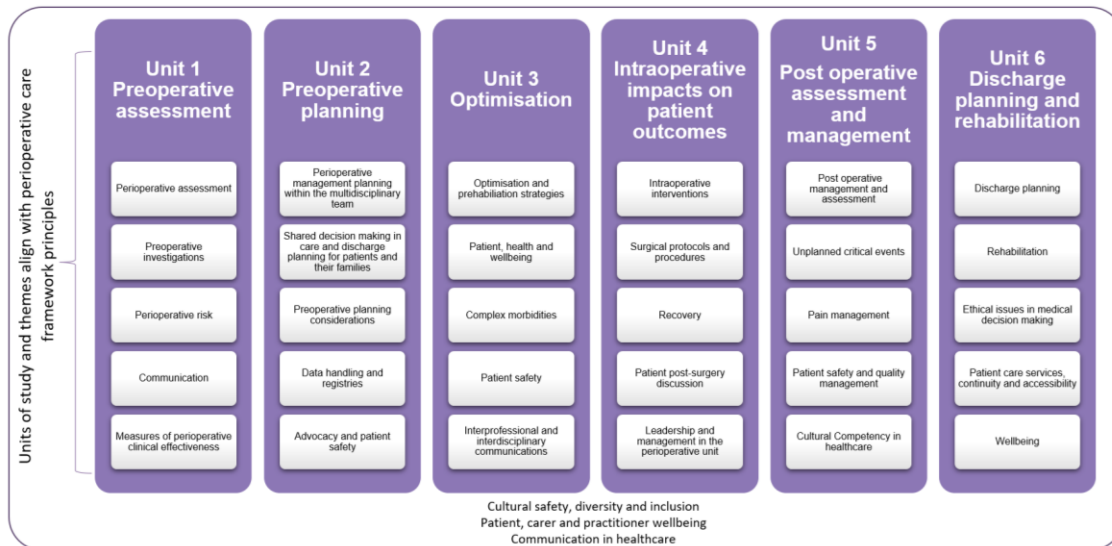 Units of study and themes align with perioperative care
framework principles
Unit 1
Preoperative
assessment
Perioperative assessment
Preoperative
investigations
Perioperative risk
Communication
Measures of perioperative
clinical effectiveness
Unit 2
Preoperative
planning
Perioperative
management planning
within the multidisciplinary
team
Shared decision making in
care and discharge
planning for patients and
their families
Preoperative planning
considerations
Data handling and
registries
Advocacy and patient
safety
Unit 3
Optimisation
Optimisation and
prehabiliation strategies
Patient, health and
wellbeing
Complex morbidities
Patient safety
Interprofessional and
interdisciplinary
communications
Unit 4
Intraoperative
impacts on
patient
outcomes
Intraoperative
interventions
Surgical protocols and
procedures
Recovery
Patient post-surgery
discussion
Leadership and
management in the
perioperative unit
Unit 5
Post operative
assessment
and
management
Post operative
management and
assessment
Unplanned critical events
Pain management
Patient safety and quality
management
Cultural Competency in
healthcare
Unit 6
Discharge
planning and
rehabilitation
Discharge planning
Rehabilitation
Ethical issues in medical
decision making
Patient care services,
continuity and accessibility
Wellbeing
Cultural safety, diversity and inclusion
Patient, carer and practitioner wellbeing
Communication in healthcare